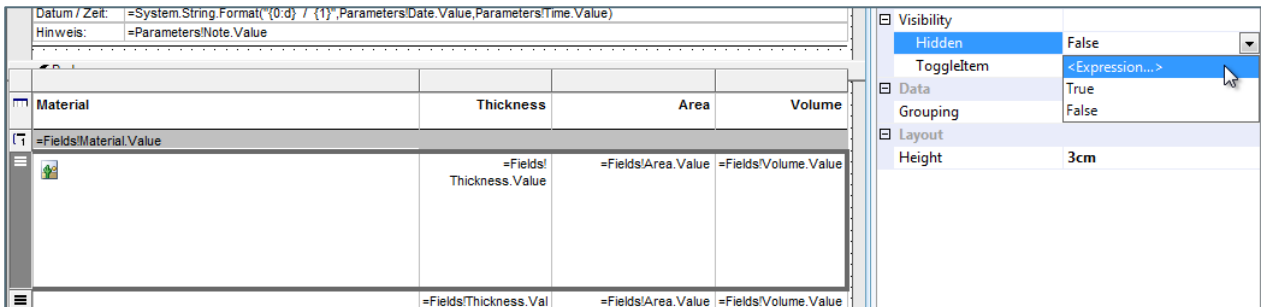 Datum / Zeit: =System.String.Format("{0:d} / {1}",Parameters!Date.Value,Parameters!Time.Value)
Hinweis: =Parameters!Note.Value
Material Thickness Area Volume
=Fields!Material.Value
=Fields! =Fields!Area.Value =Fields!Volume.Value
Thickness.Value
=Fields!Thickness.Val =Fields!Area.Value =Fields!Volume.Value
Visibility
Hidden False
ToggleItem <Expression...>
Data True
Grouping False
Layout
Height 3cm